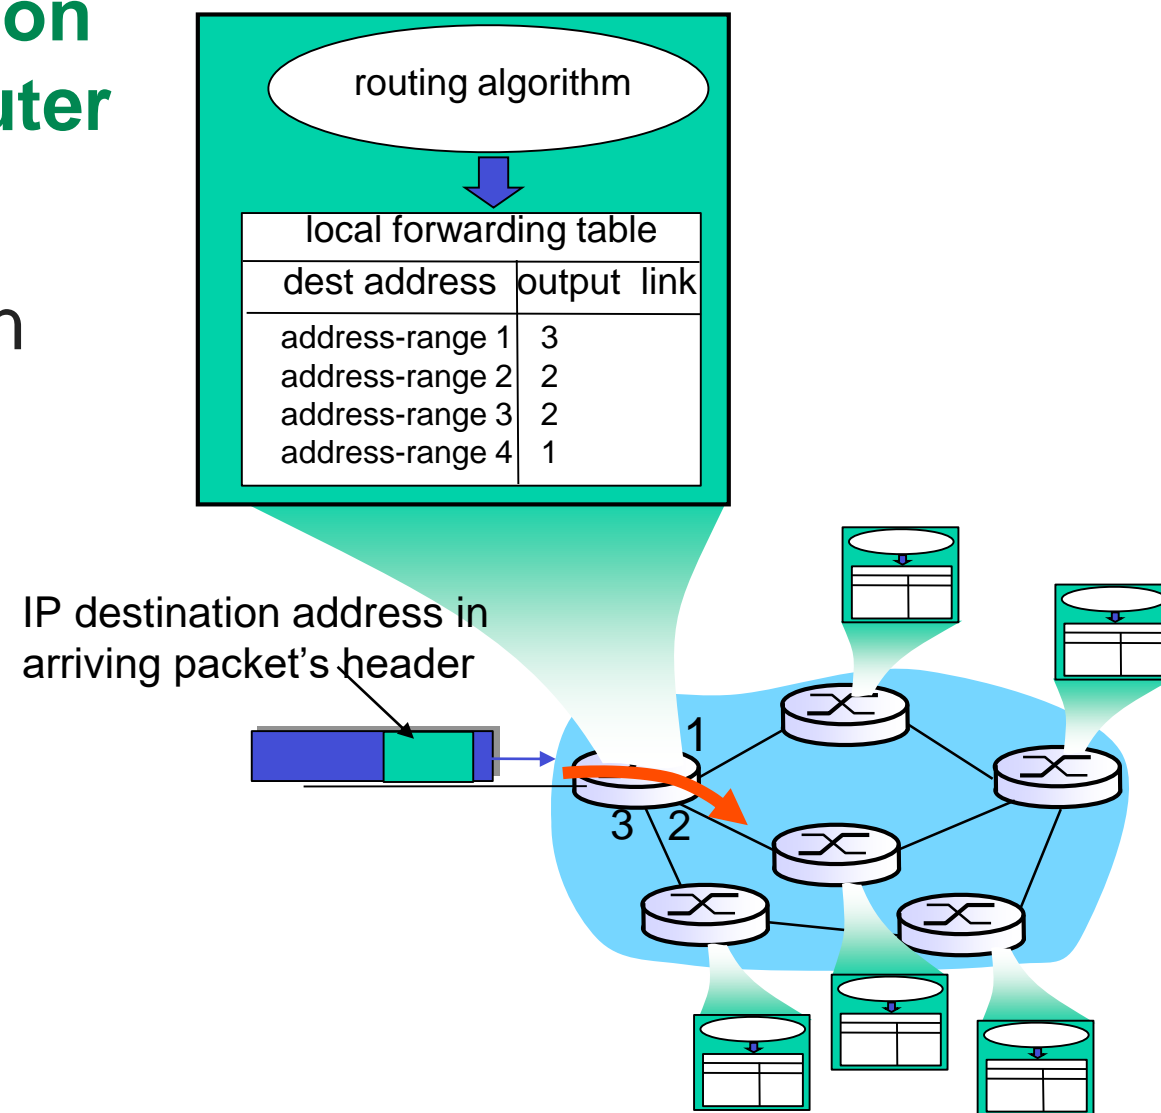 on
uter
n
routing algorithm
local forwarding table
dest address output link
address-range 1 3
address-range 2 2
address-range 3 2
address-range 4 1
IP destination address in
arriving packet's header
1
3 2